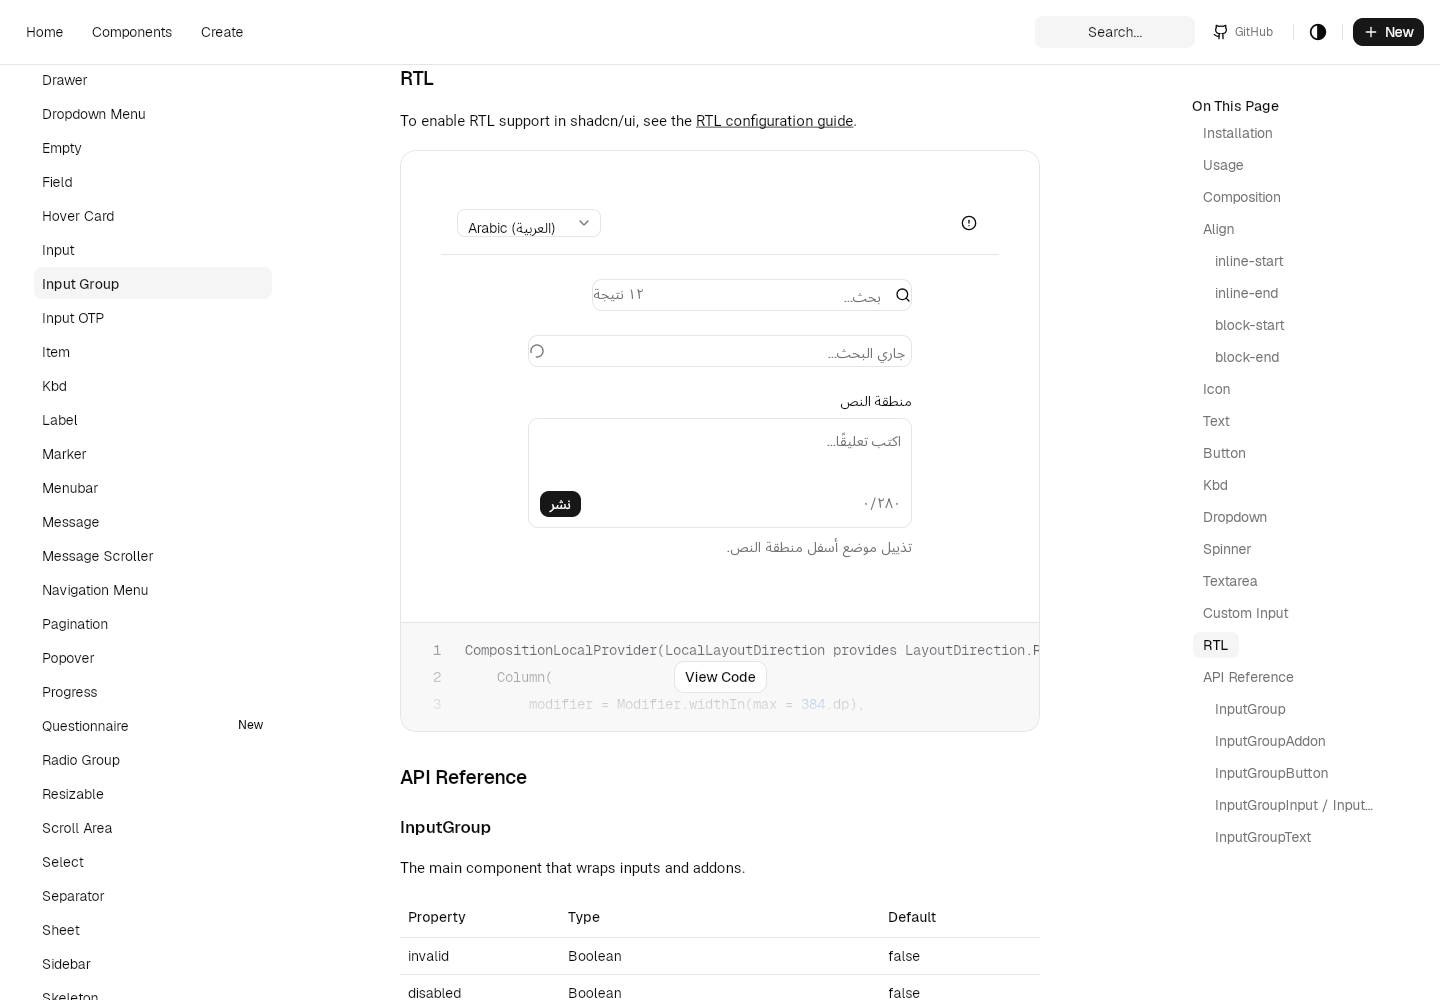 Home Components Create Search... GitHub New
Drawer
Dropdown Menu
Empty
Field
Hover Card
Input
Input Group
Input OTP
Item
Kbd
Label
Marker
Menubar
Message
Message Scroller
Navigation Menu
Pagination
Popover
Progress
Questionnaire New
Radio Group
Resizable
Scroll Area
Select
Separator
Sheet
Sidebar
Skeleton
RTL
To enable RTL support in shadcn/ui, see the RTL configuration guide.
Arabic (العربية)
بحث... ١٢ نتيجة
جاري البحث...
منطقة النص
اكتب تعليقًا...
٠/٢٨٠ نشر
تذييل موضع أسفل منطقة النص.
1 CompositionLocalProvider(LocalLayoutDirection provides LayoutDirection.R
2 Column(
View Code
3 modifier = Modifier.widthIn(max = 384.dp),
API Reference
InputGroup
The main component that wraps inputs and addons.
Property Type Default
invalid Boolean false
disabled Boolean false
On This Page
Installation
Usage
Composition
Align
inline-start
inline-end
block-start
block-end
Icon
Text
Button
Kbd
Dropdown
Spinner
Textarea
Custom Input
RTL
API Reference
InputGroup
InputGroupAddon
InputGroupButton
InputGroupInput / Input...
InputGroupText